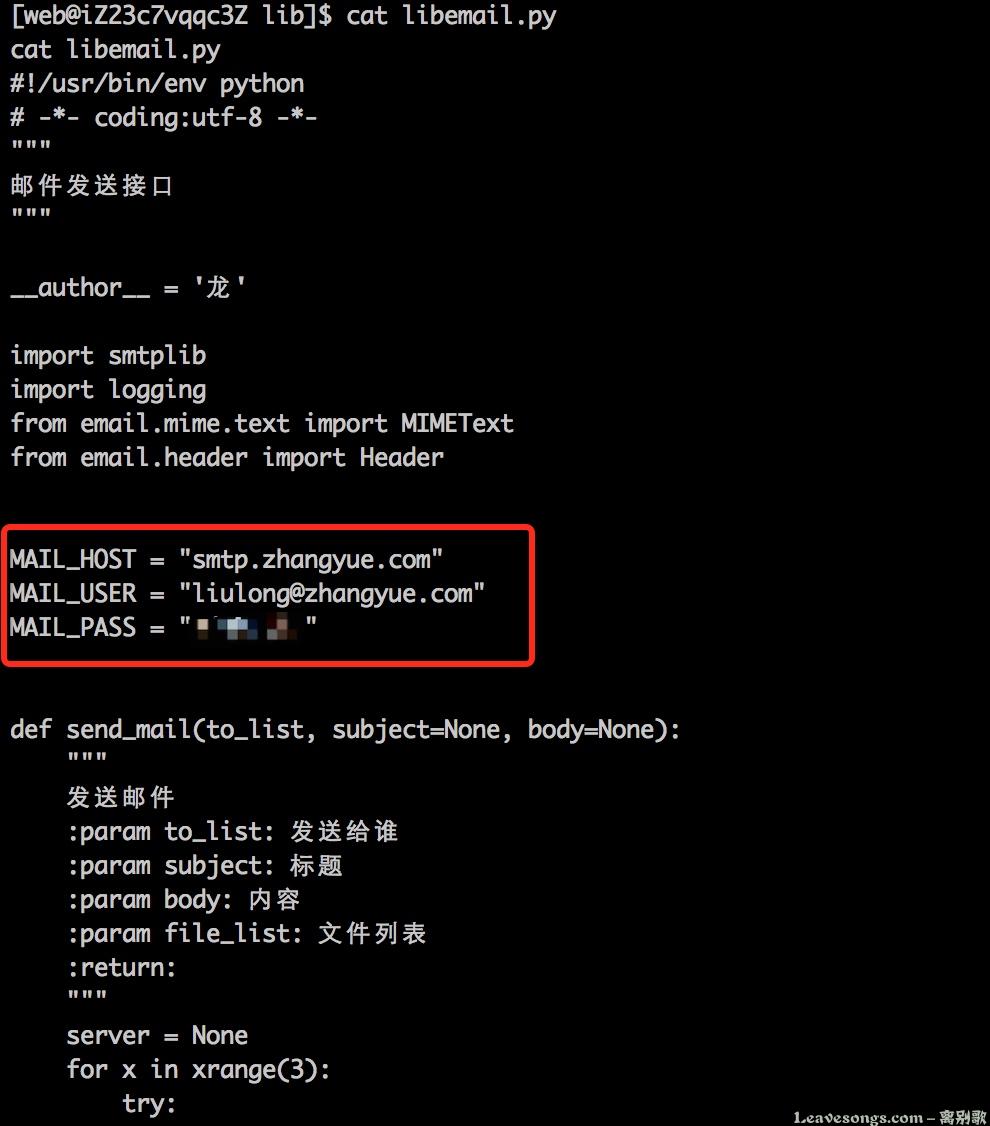 [web@iZ23c7vqqc3Z lib]$ cat libemail.py
cat libemail.py
#!/usr/bin/env python
# -*- coding:utf-8 -*-
"""
邮件发送接口
"""
__author__ = '龙'
import smtplib
import logging
from email.mime.text import MIMEText
from email.header import Header
MAIL_HOST = "smtp.zhangyue.com"
MAIL_USER = "liulong@zhangyue.com"
MAIL_PASS = " "
def send_mail(to_list, subject=None, body=None):
"""
发送邮件
:param to_list: 发送给谁
:param subject: 标题
:param body: 内容
:param file_list: 文件列表
:return:
"""
server = None
for x in xrange(3):
try:
Leavesongs.com – 离别歌